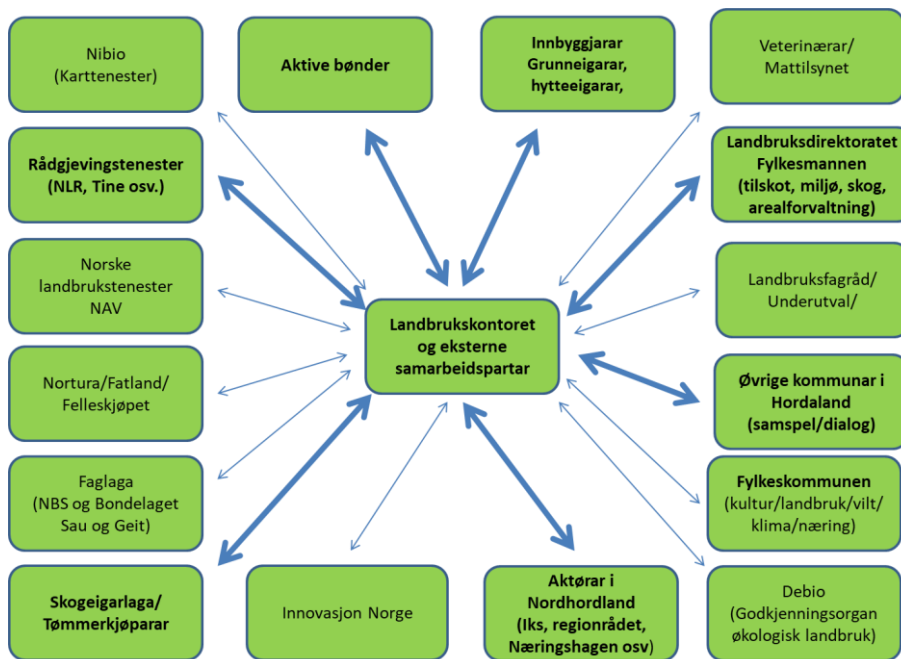 Nibio
(Karttenester)
Aktive bønder
Innbyggjarar
Grunneigarar,
hytteeigarar,
Veterinærar/
Mattilsynet
Rådgjevingstenester
(NLR, Tine osv.)
Landbruksdirektoratet
Fylkesmannen
(tilskot, miljø, skog,
arealforvaltning)
Norske
landbrukstenester
NAV
Landbruksfagråd/
Underutval/
Landbrukskontoret
og eksterne
samarbeidspartar
Nortura/Fatland/
Felleskjøpet
Øvrige kommunar i
Hordaland
(samspel/dialog)
Faglaga
(NBS og Bondelaget
Sau og Geit)
Fylkeskommunen
(kultur/landbruk/vilt/
klima/næring)
Skogeigarlaga/
Tømmerkjøparar
Innovasjon Norge
Aktørar i
Nordhordland
(Iks, regionrådet,
Næringshagen osv)
Debio
(Godkjenningsorgan
økologisk landbruk)